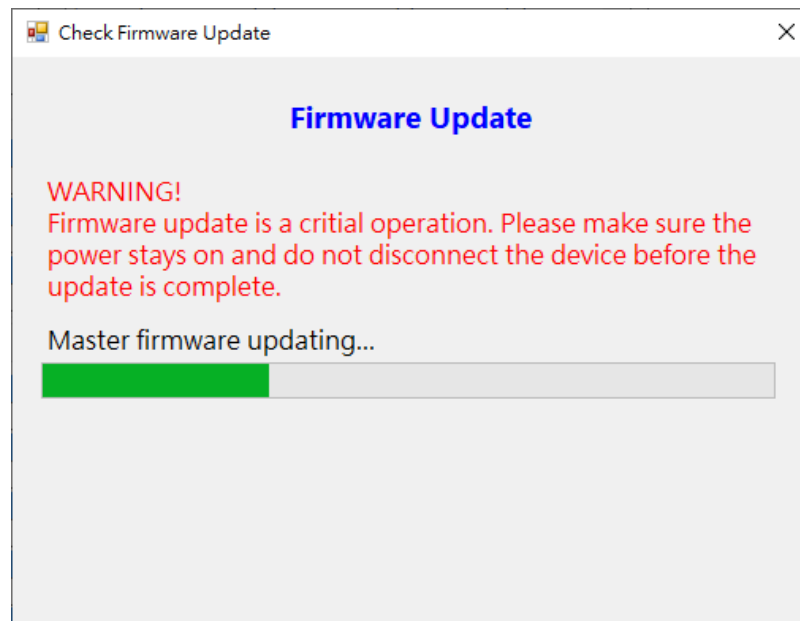 Check Firmware Update
Firmware Update
WARNING!
Firmware update is a critial operation. Please make sure the
power stays on and do not disconnect the device before the
update is complete.
Master firmware updating...